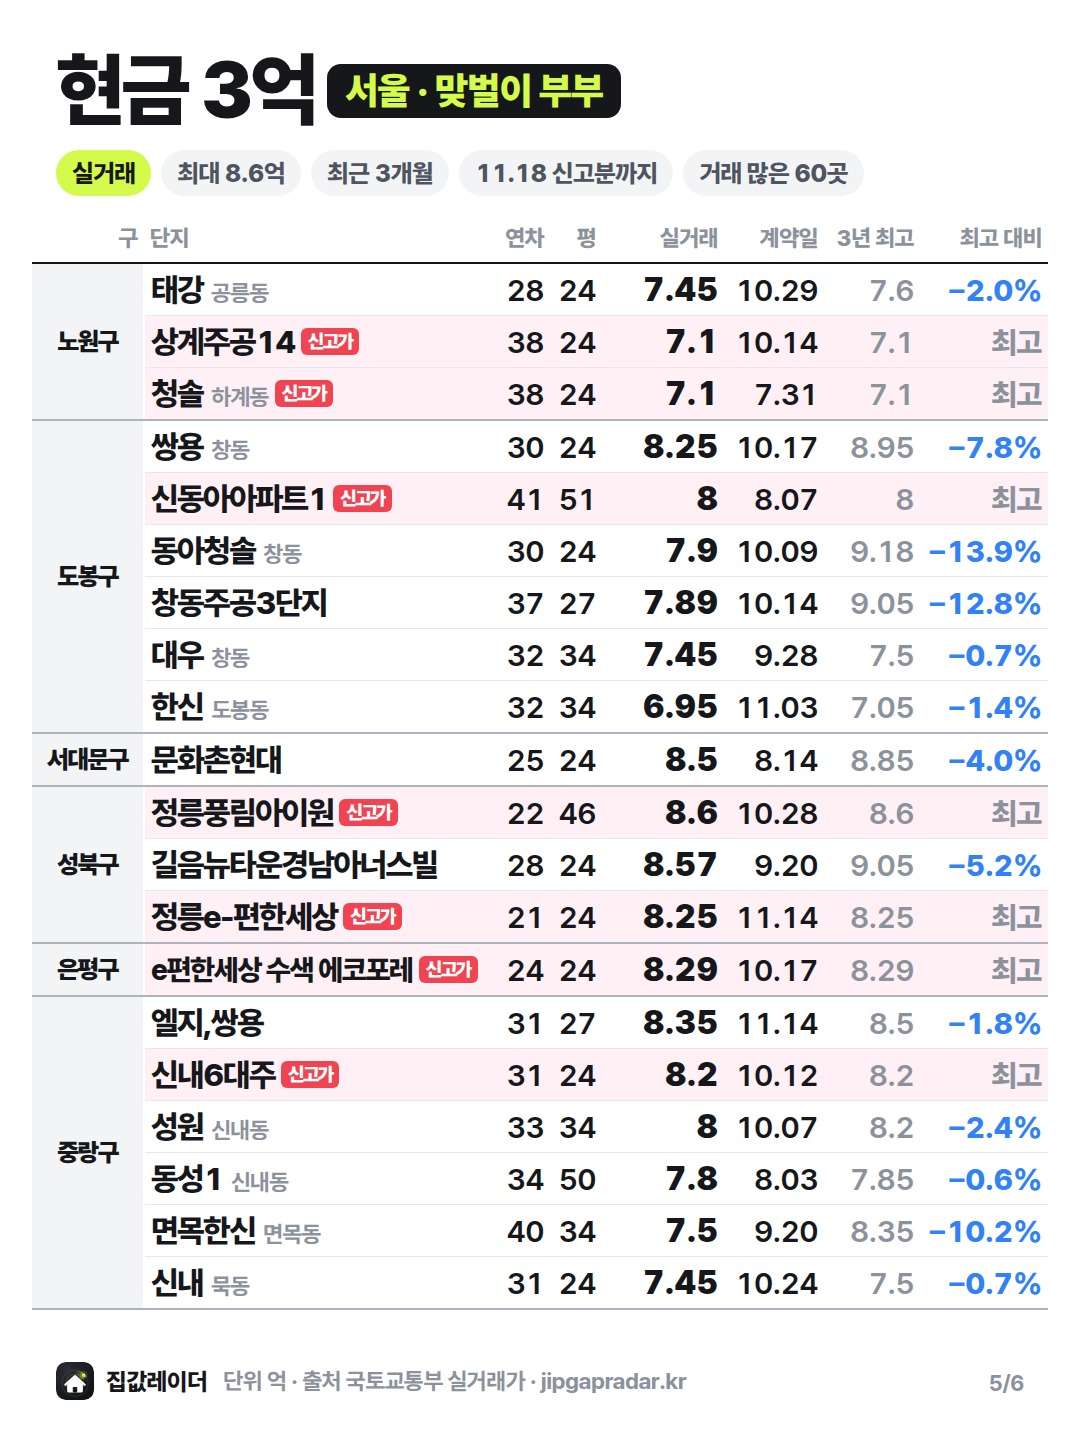 현금 3억 서울 · 맞벌이 부부
실거래 최대 8.6억 최근 3개월 11.18 신고분까지 거래 많은 60곳
구 단지 연차 평 실거래 계약일 3년 최고 최고 대비
노원구
태강 공릉동 28 24 7.45 10.29 7.6 −2.0%
상계주공14 신고가 38 24 7.1 10.14 7.1 최고
청솔 하계동 신고가 38 24 7.1 7.31 7.1 최고
도봉구
쌍용 창동 30 24 8.25 10.17 8.95 −7.8%
신동아아파트1 신고가 41 51 8 8.07 8 최고
동아청솔 창동 30 24 7.9 10.09 9.18 −13.9%
창동주공3단지 37 27 7.89 10.14 9.05 −12.8%
대우 창동 32 34 7.45 9.28 7.5 −0.7%
한신 도봉동 32 34 6.95 11.03 7.05 −1.4%
서대문구 문화촌현대 25 24 8.5 8.14 8.85 −4.0%
성북구
정릉풍림아이원 신고가 22 46 8.6 10.28 8.6 최고
길음뉴타운경남아너스빌 28 24 8.57 9.20 9.05 −5.2%
정릉e-편한세상 신고가 21 24 8.25 11.14 8.25 최고
은평구 e편한세상 수색 에코포레 신고가 24 24 8.29 10.17 8.29 최고
중랑구
엘지,쌍용 31 27 8.35 11.14 8.5 −1.8%
신내6대주 신고가 31 24 8.2 10.12 8.2 최고
성원 신내동 33 34 8 10.07 8.2 −2.4%
동성1 신내동 34 50 7.8 8.03 7.85 −0.6%
면목한신 면목동 40 34 7.5 9.20 8.35 −10.2%
신내 묵동 31 24 7.45 10.24 7.5 −0.7%
집값레이더 단위 억 · 출처 국토교통부 실거래가 · jipgapradar.kr 5/6